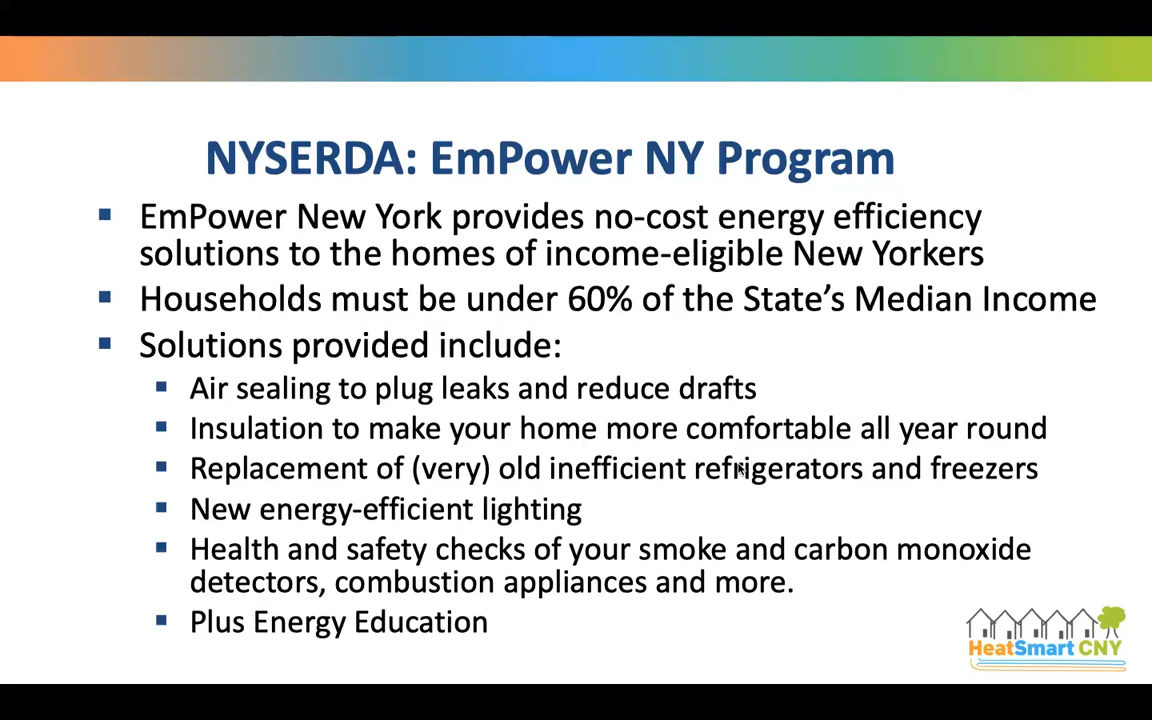 NYSERDA: EmPower NY Program
▪ EmPower New York provides no-cost energy efficiency
solutions to the homes of income-eligible New Yorkers
▪ Households must be under 60% of the State’s Median Income
▪ Solutions provided include:
▪ Air sealing to plug leaks and reduce drafts
▪ Insulation to make your home more comfortable all year round
▪ Replacement of (very) old inefficient refrigerators and freezers
▪ New energy-efficient lighting
▪ Health and safety checks of your smoke and carbon monoxide
detectors, combustion appliances and more.
▪ Plus Energy Education
HeatSmart CNY